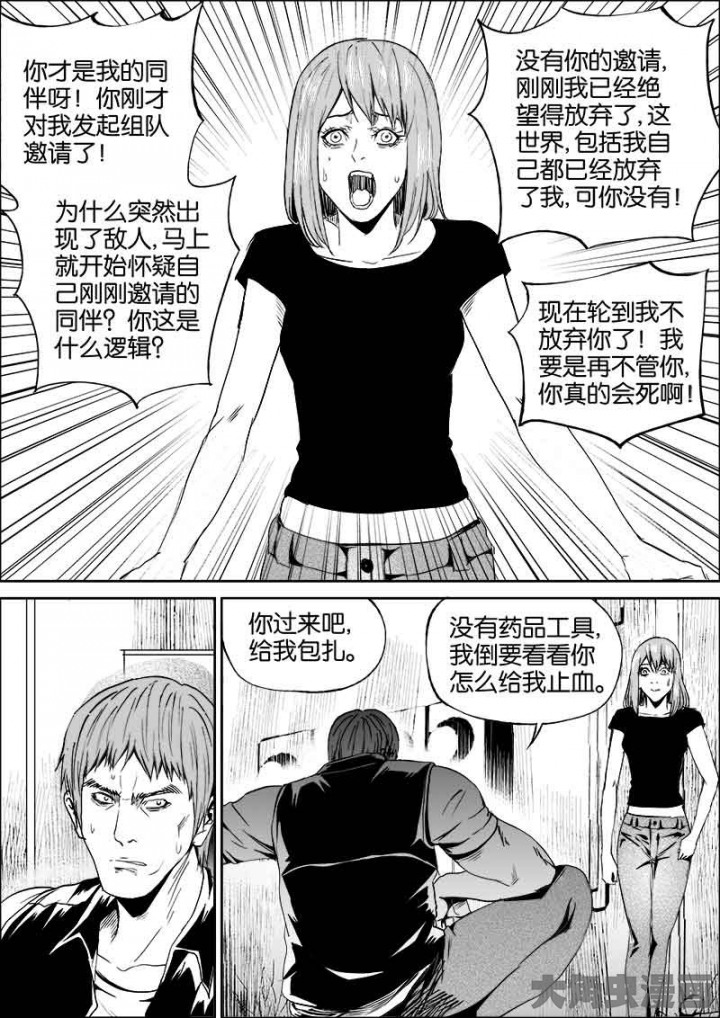 你才是我的同
伴呀！你刚才
对我发起组队
邀请了！
为什么突然出
现了敌人,马上
就开始怀疑自
己刚刚邀请的
同伴？你这是
什么逻辑？
没有你的邀请,
刚刚我已经绝
望得放弃了,这
世界,包括我自
己都已经放弃
了我,可你没有！
现在轮到我不
放弃你了！我
要是再不管你,
你真的会死啊！
你过来吧,
给我包扎。
没有药品工具,
我倒要看看你
怎么给我止血。